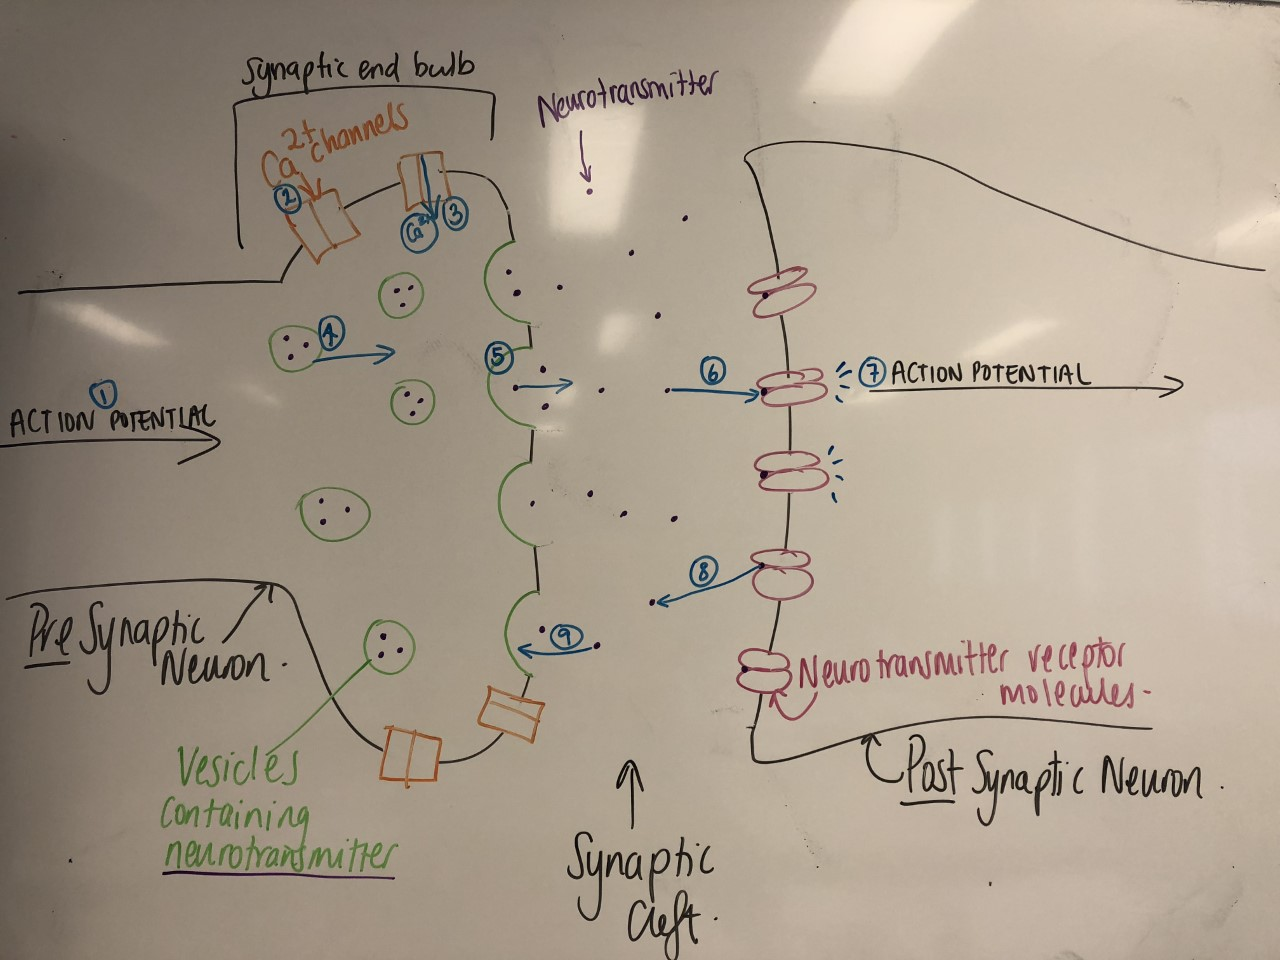 Synaptic end bulb
Neurotransmitter
Ca2+ channels
2
3
Ca2+
4
5
6
7 ACTION POTENTIAL
1
ACTION POTENTIAL
8
9
Pre Synaptic
Neuron.
Neurotransmitter receptor
molecules.
Vesicles
Containing
neurotransmitter
Post Synaptic Neuron.
Synaptic
Cleft.